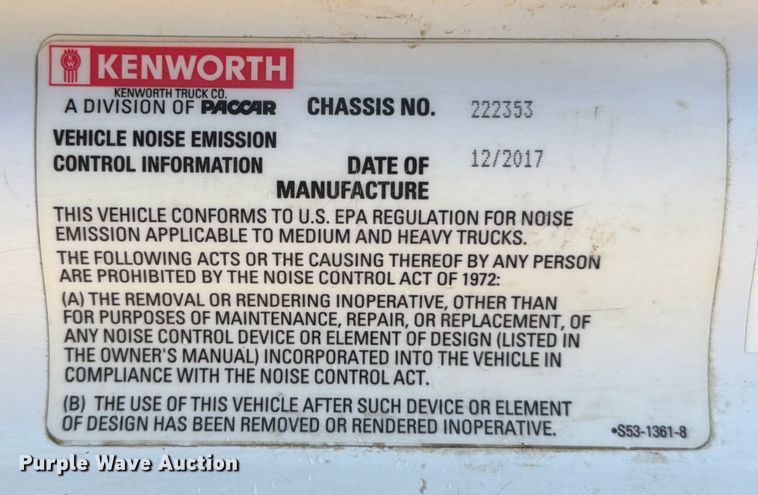 KW KENWORTH
KENWORTH TRUCK CO.
A DIVISION OF PACCAR CHASSIS NO. 222353
VEHICLE NOISE EMISSION
CONTROL INFORMATION DATE OF MANUFACTURE 12/2017
THIS VEHICLE CONFORMS TO U.S. EPA REGULATION FOR NOISE
EMISSION APPLICABLE TO MEDIUM AND HEAVY TRUCKS.
THE FOLLOWING ACTS OR THE CAUSING THEREOF BY ANY PERSON
ARE PROHIBITED BY THE NOISE CONTROL ACT OF 1972:
(A) THE REMOVAL OR RENDERING INOPERATIVE, OTHER THAN
FOR PURPOSES OF MAINTENANCE, REPAIR, OR REPLACEMENT, OF
ANY NOISE CONTROL DEVICE OR ELEMENT OF DESIGN (LISTED IN
THE OWNER'S MANUAL) INCORPORATED INTO THE VEHICLE IN
COMPLIANCE WITH THE NOISE CONTROL ACT.
(B) THE USE OF THIS VEHICLE AFTER SUCH DEVICE OR ELEMENT
OF DESIGN HAS BEEN REMOVED OR RENDERED INOPERATIVE. •S53-1361-8
Purple Wave Auction